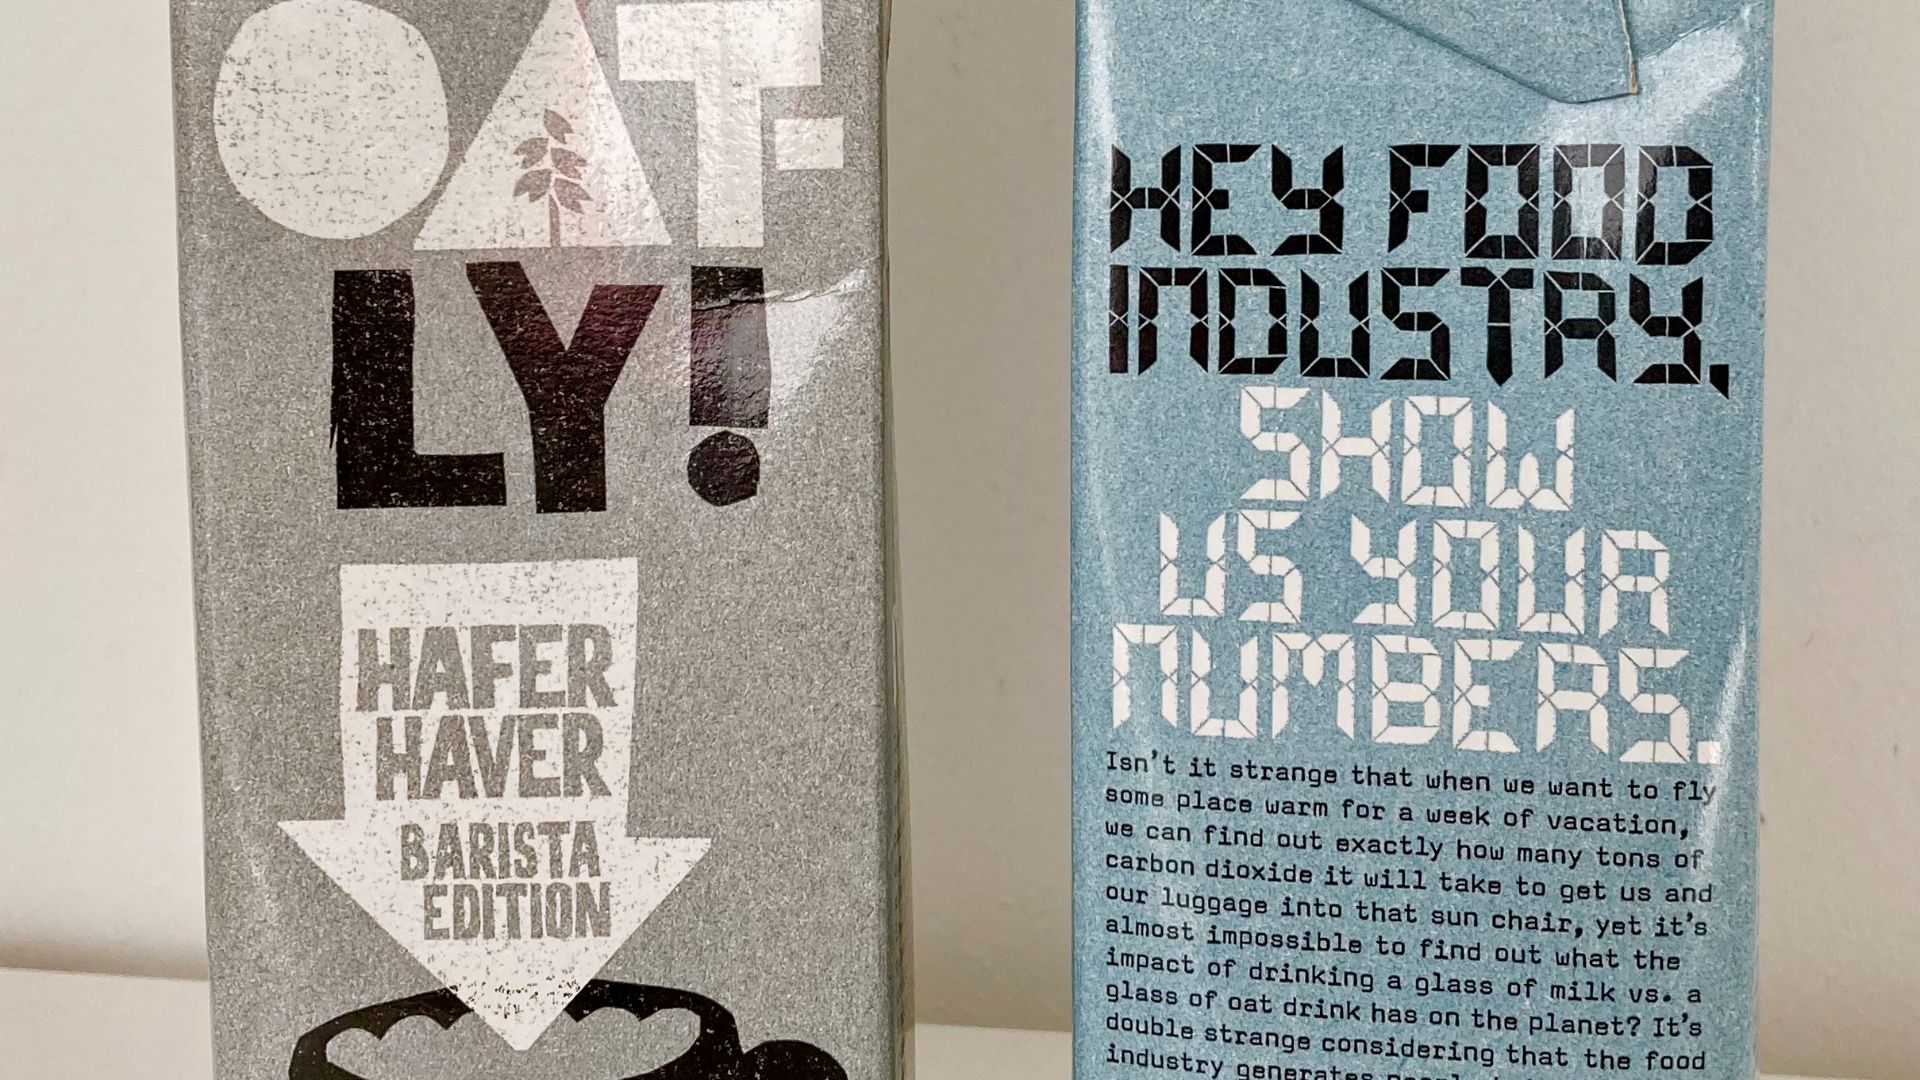 OAT-
LY!
HAFER
HAVER
BARISTA
EDITION
HEY FOOD
INDUSTRY,
SHOW
US YOUR
NUMBERS.
Isn't it strange that when we want to fly
some place warm for a week of vacation,
we can find out exactly how many tons of
carbon dioxide it will take to get us and
our luggage into that sun chair, yet it's
almost impossible to find out what the
impact of drinking a glass of milk vs. a
glass of oat drink has on the planet? It's
double strange considering that the food
industry generates